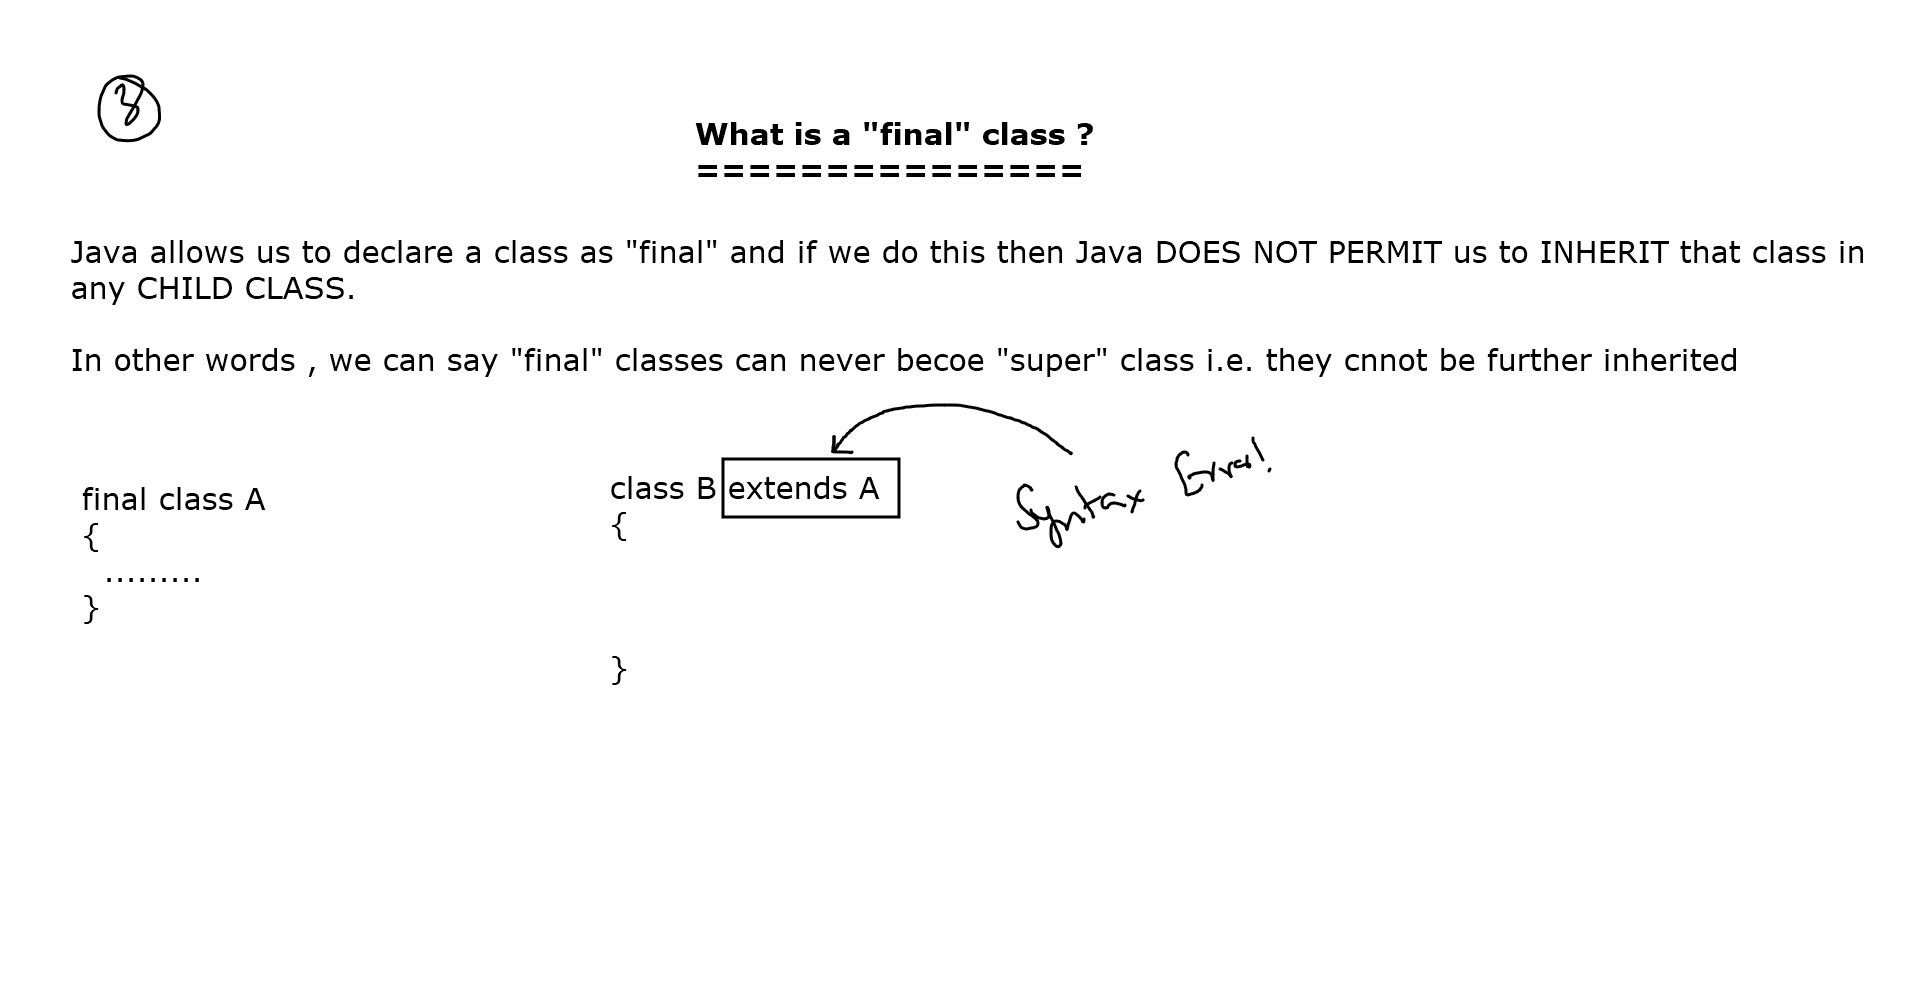 3
What is a "final" class ?
===============
Java allows us to declare a class as "final" and if we do this then Java DOES NOT PERMIT us to INHERIT that class in
any CHILD CLASS.
In other words , we can say "final" classes can never becoe "super" class i.e. they cnnot be further inherited
final class A
{
.........
}
class B extends A
{
}
Syntax Error!